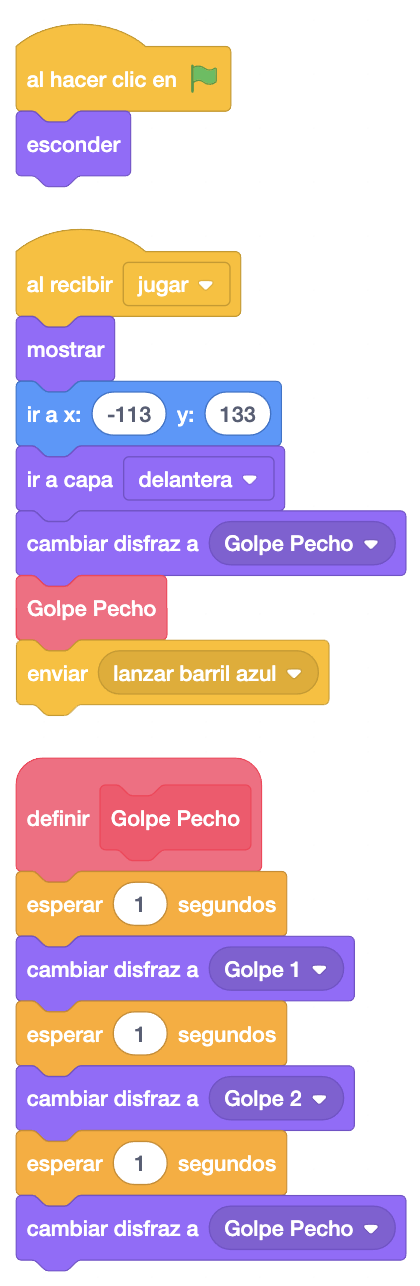 al hacer clic en
esconder
al recibir jugar
mostrar
ir a x: -113 y: 133
ir a capa delantera
cambiar disfraz a Golpe Pecho
Golpe Pecho
enviar lanzar barril azul
definir Golpe Pecho
esperar 1 segundos
cambiar disfraz a Golpe 1
esperar 1 segundos
cambiar disfraz a Golpe 2
esperar 1 segundos
cambiar disfraz a Golpe Pecho